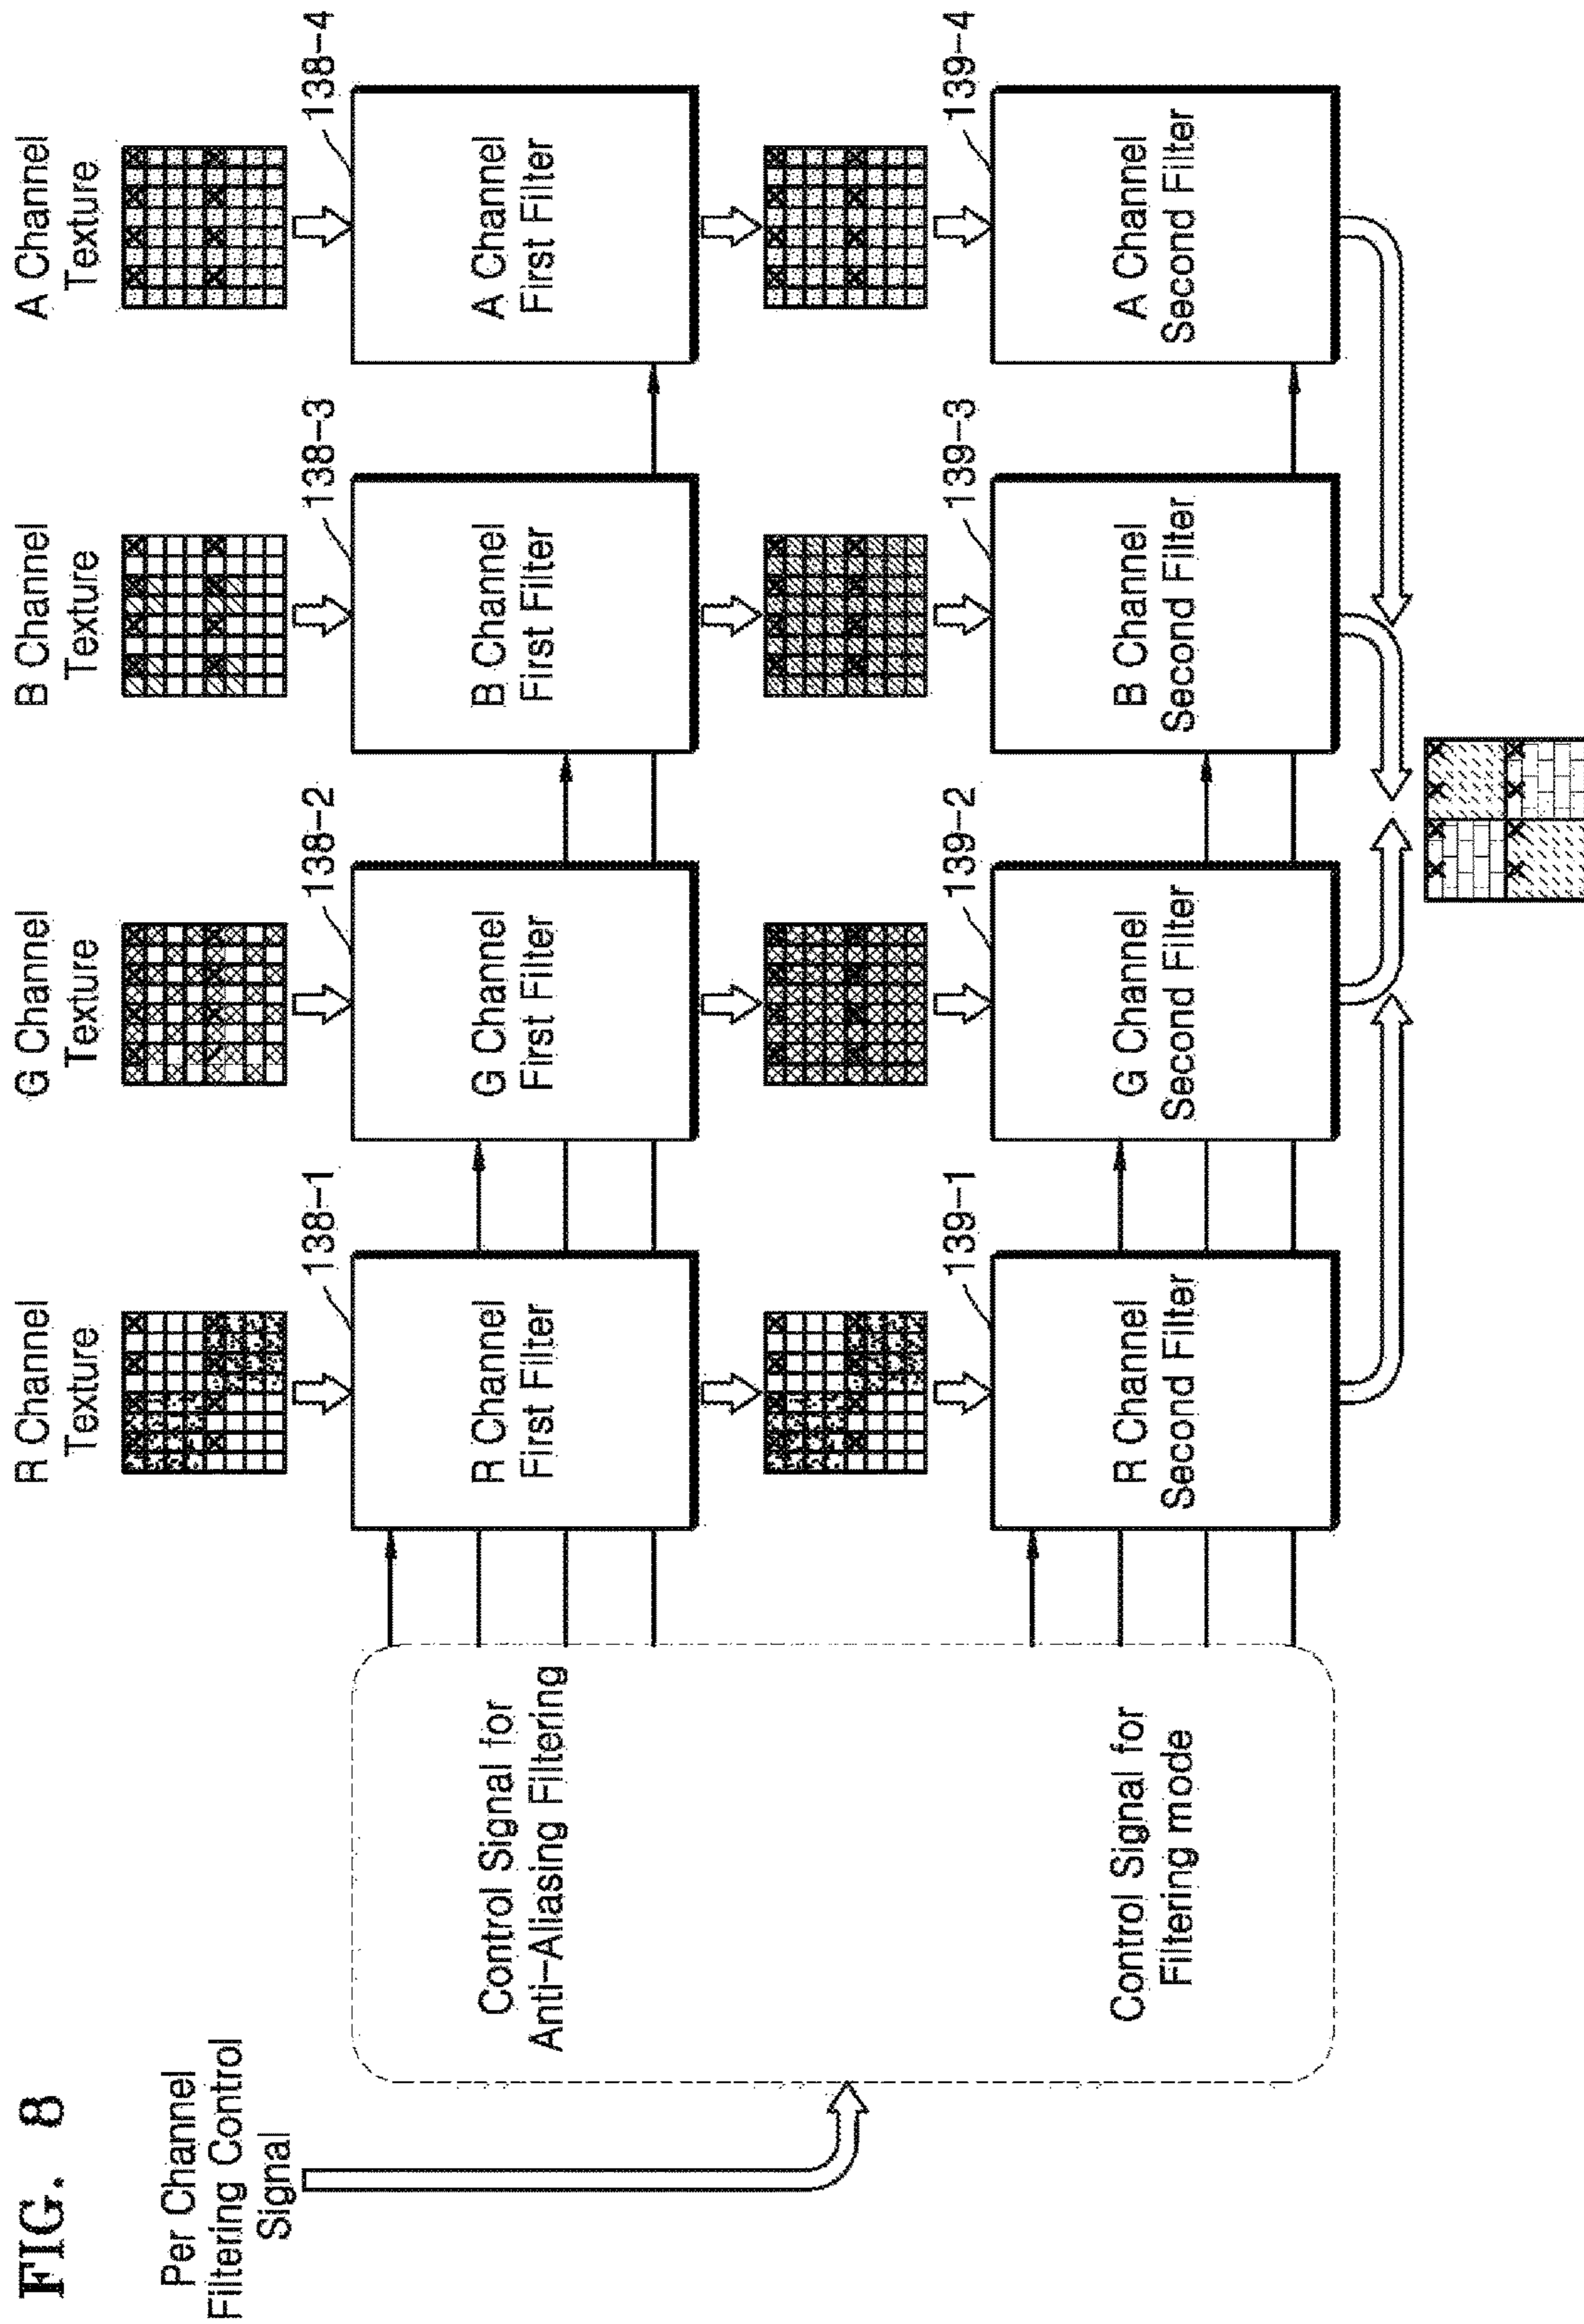 FIG. 8
Per Channel
Filtering Control
Signal
R Channel
Texture
G Channel
Texture
B Channel
Texture
A Channel
Texture
Control Signal for
Anti-Aliasing Filtering
138-1
R Channel
First Filter
138-2
G Channel
First Filter
138-3
B Channel
First Filter
138-4
A Channel
First Filter
Control Signal for
Filtering mode
139-1
R Channel
Second Filter
139-2
G Channel
Second Filter
139-3
B Channel
Second Filter
139-4
A Channel
Second Filter